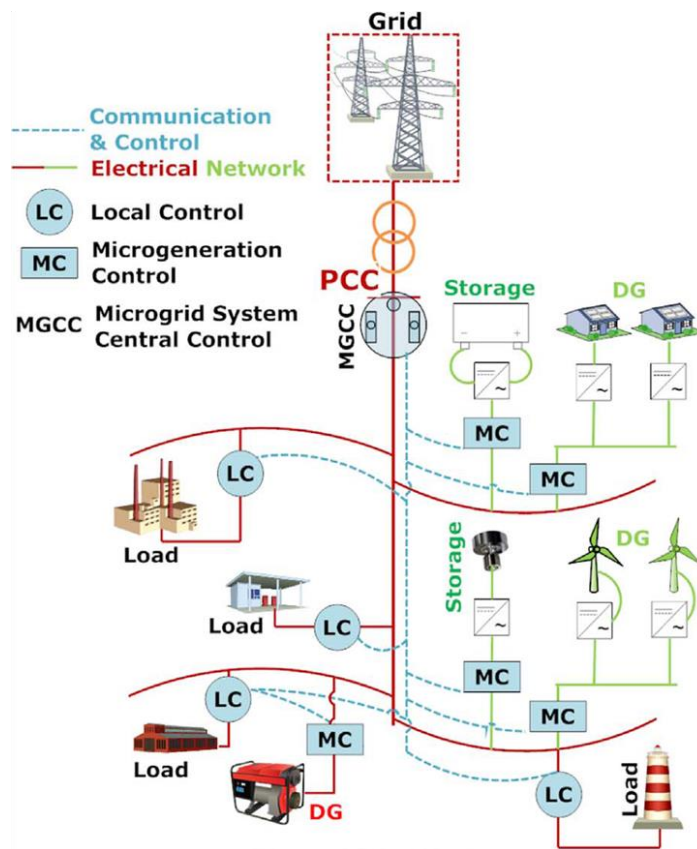 Grid
Communication
& Control
Electrical Network
LC
Local Control
MC
Microgeneration
Control
MGCC
Microgrid System
Central Control
PCC
MGCC
Storage
DG
MC
MC
LC
Load
Storage
DG
Load
LC
MC
LC
MC
MC
Load
DG
LC
Load